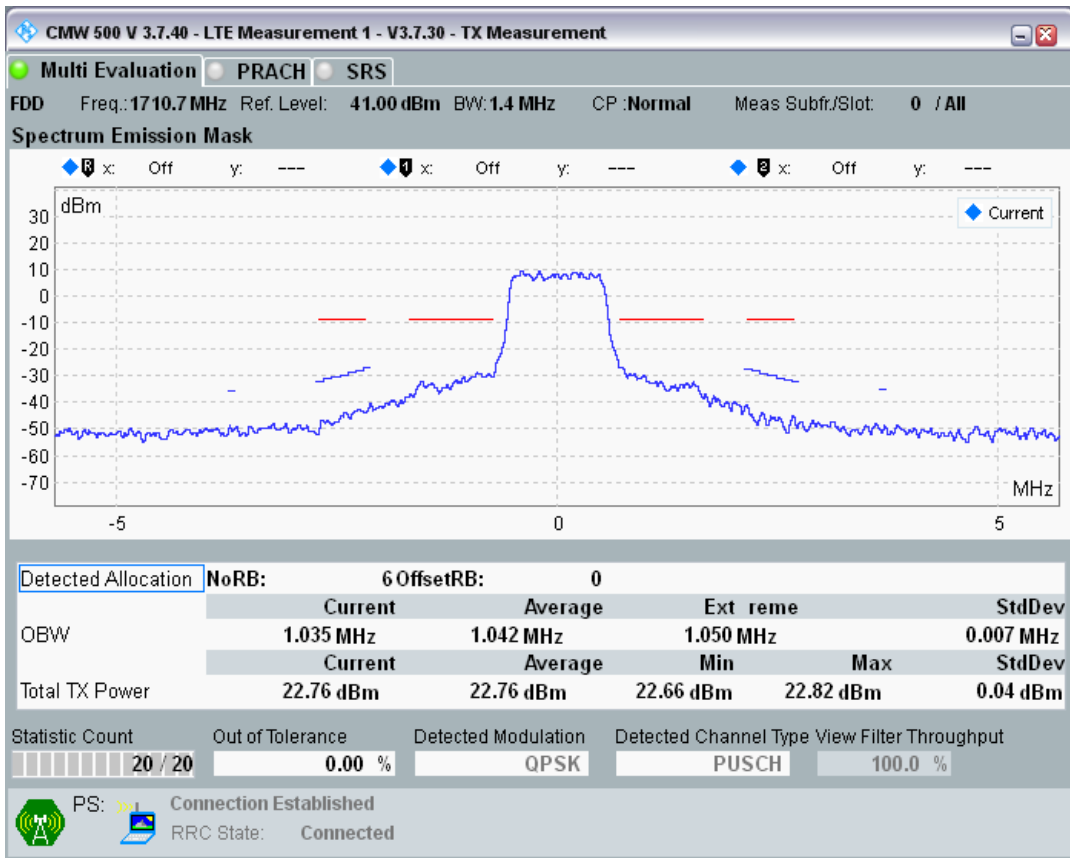 CMW 500 V 3.7.40 - LTE Measurement 1 - V3.7.30 - TX Measurement
Multi Evaluation PRACH SRS
FDD Freq.: 1710.7 MHz Ref. Level: 41.00 dBm BW: 1.4 MHz CP : Normal Meas Subfr./Slot: 0 / All
Spectrum Emission Mask
R x: Off y: --- 1 x: Off y: --- 2 x: Off y: ---
dBm
Current
30
20
10
0
-10
-20
-30
-40
-50
-60
-70
MHz
-5 0 5
Detected Allocation NoRB: 6 OffsetRB: 0
Current Average Ext reme StdDev
OBW 1.035 MHz 1.042 MHz 1.050 MHz 0.007 MHz
Current Average Min Max StdDev
Total TX Power 22.76 dBm 22.76 dBm 22.66 dBm 22.82 dBm 0.04 dBm
Statistic Count Out of Tolerance Detected Modulation Detected Channel Type View Filter Throughput
20 / 20 0.00 % QPSK PUSCH 100.0 %
PS: Connection Established
RRC State: Connected